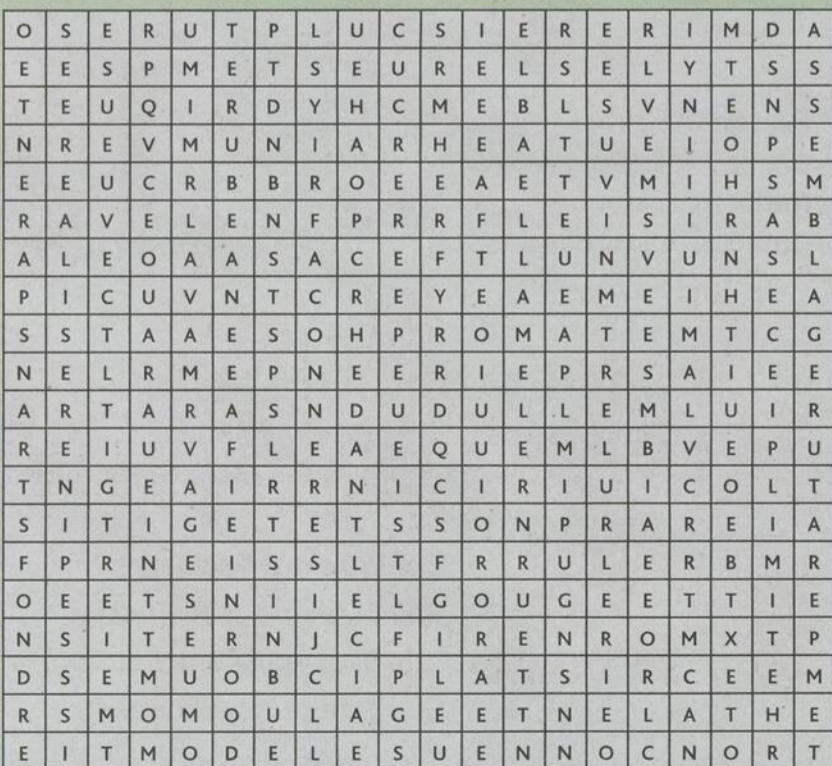 O S E R U T P L U C S I E R E R I M D A
E E S P M E T S E U R E L S E L Y T S S
T E U Q I R D Y H C M E B L S V N E N S
N R E V M U N I A R H E A T U E I O P E
E E U C R B B R O E E A E T V M I H S M
R A V E L E N F P R R F L E I S I R A B
A L E O A A S A C E F T L U N V U N S L
P I C U V N T C R E Y E A E M E I H E A
S S T A A E S O H P R O M A T E M T C G
N E L R M E P N E E R I E P R S A I E E
A R T A R A S N D U D U L L E M L U I R
R E I U V F L E A E Q U E M L B V E P U
T N G E A I R R N I C I R I U I C O L T
S I T I G E T E T S S O N P R A R E I A
F P R N E I S S L T F R R U L E R B M R
O E E T S N I I E L G O U G E E T T I E
N S I T E R N J C F I R E N R O M X T P
D S E M U O B C I P L A T S I R C E E M
R S M O M O U L A G E E T N E L A T H E
E I T M O D E L E S U E N N O C N O R T